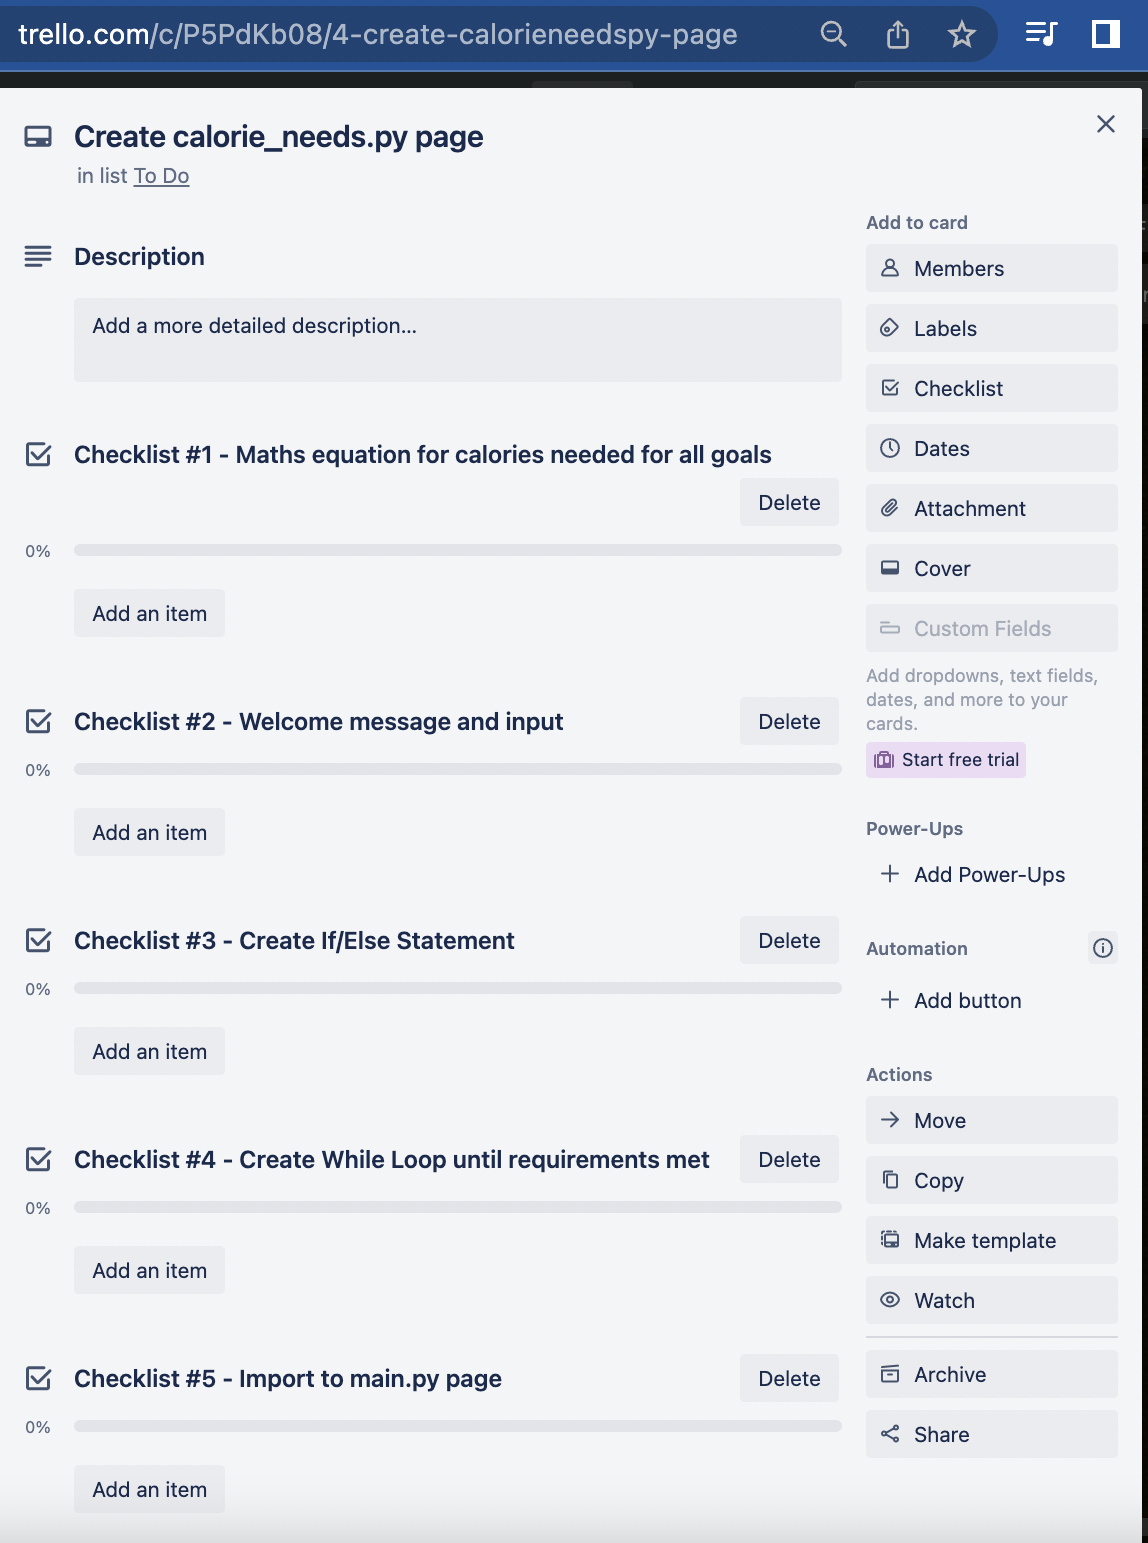 trello.com/c/P5PdKb08/4-create-calorieneedspy-page
Create calorie_needs.py page
in list To Do
Description
Add a more detailed description...
Checklist #1 - Maths equation for calories needed for all goals
Delete
0%
Add an item
Checklist #2 - Welcome message and input
Delete
0%
Add an item
Checklist #3 - Create If/Else Statement
Delete
0%
Add an item
Checklist #4 - Create While Loop until requirements met
Delete
0%
Add an item
Checklist #5 - Import to main.py page
Delete
0%
Add an item
Add to card
Members
Labels
Checklist
Dates
Attachment
Cover
Custom Fields
Add dropdowns, text fields,
dates, and more to your
cards.
Start free trial
Power-Ups
Add Power-Ups
Automation
Add button
Actions
Move
Copy
Make template
Watch
Archive
Share